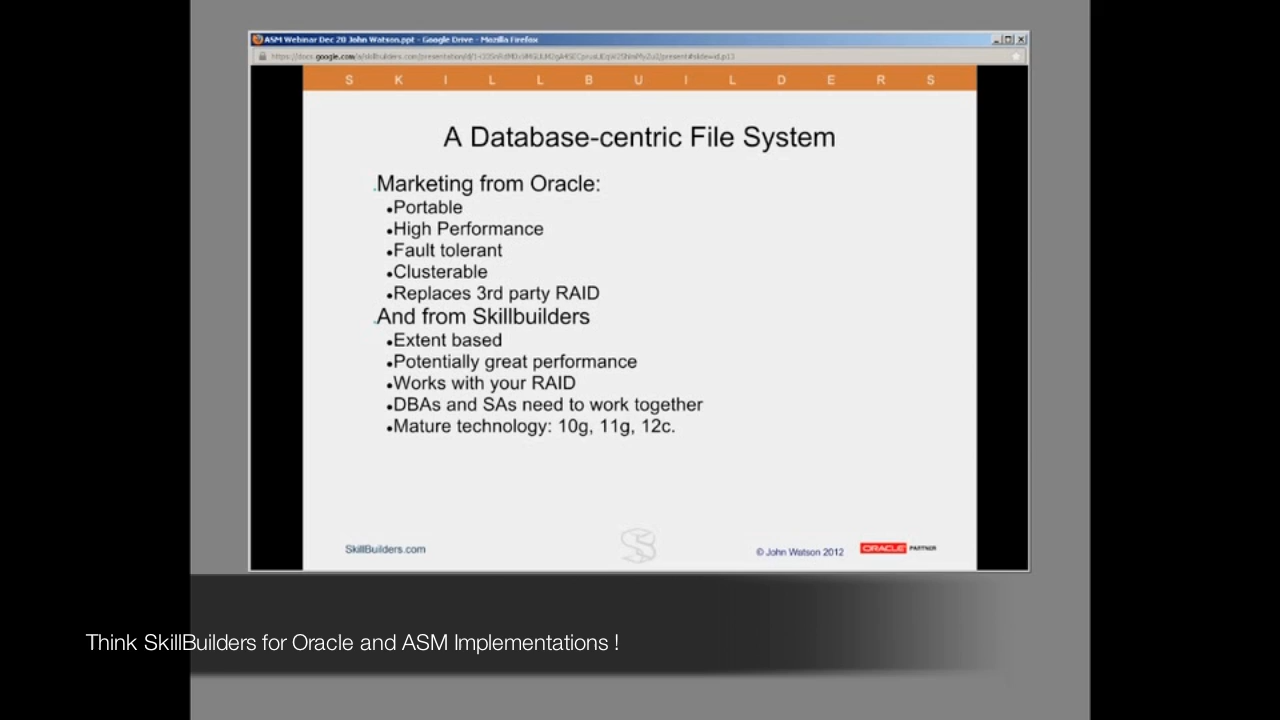 ASM Webinar Dec 20 John Watson.ppt - Google Drive - Mozilla Firefox
S K I L L B U I L D E R S
A Database-centric File System
Marketing from Oracle:
•Portable
•High Performance
•Fault tolerant
•Clusterable
•Replaces 3rd party RAID
And from Skillbuilders
•Extent based
•Potentially great performance
•Works with your RAID
•DBAs and SAs need to work together
•Mature technology: 10g, 11g, 12c.
SkillBuilders.com
© John Watson 2012
ORACLE PARTNER
Think SkillBuilders for Oracle and ASM Implementations !